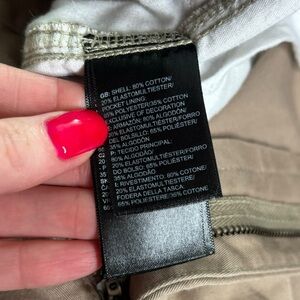 GB: SHELL: 80% COTTON/
20% ELASTOMULTIESTER/
POCKET LINING:
65% POLYESTER/35% COTTON
EXCLUSIVE OF DECORATION
ARMAZÓN: 80% ALGODÓN/
20% ELASTOMULTIÉSTER/FORRO
DEL BOLSILLO: 65% POLIÉSTER/
35% ALGODÓN
P: TECIDO PRINCIPAL:
80% ALGODÃO/
20% ELASTOMULTIÉSTER/FORRO
DO BOLSO: 65% POLIÉSTER/
35% ALGODÃO
I: RIVESTIMENTO: 80% COTONE/
20% ELASTOMULTIESTERE/
FODERA DELLA TASCA:
65% POLIESTERE/35% COTONE/